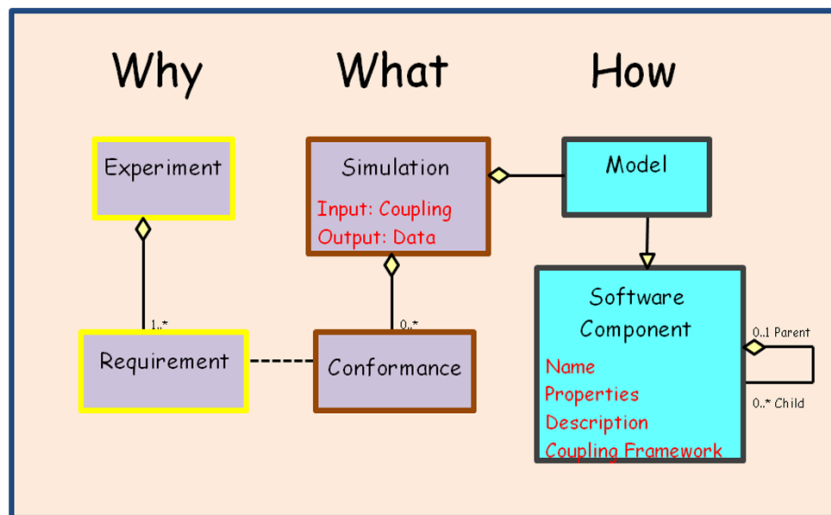 Why
What
How
Experiment
Simulation
Input: Coupling
Output: Data
Model
1..*
0..*
Requirement
Conformance
Software
Component
Name
Properties
Description
Coupling Framework
0..1 Parent
0..* Child